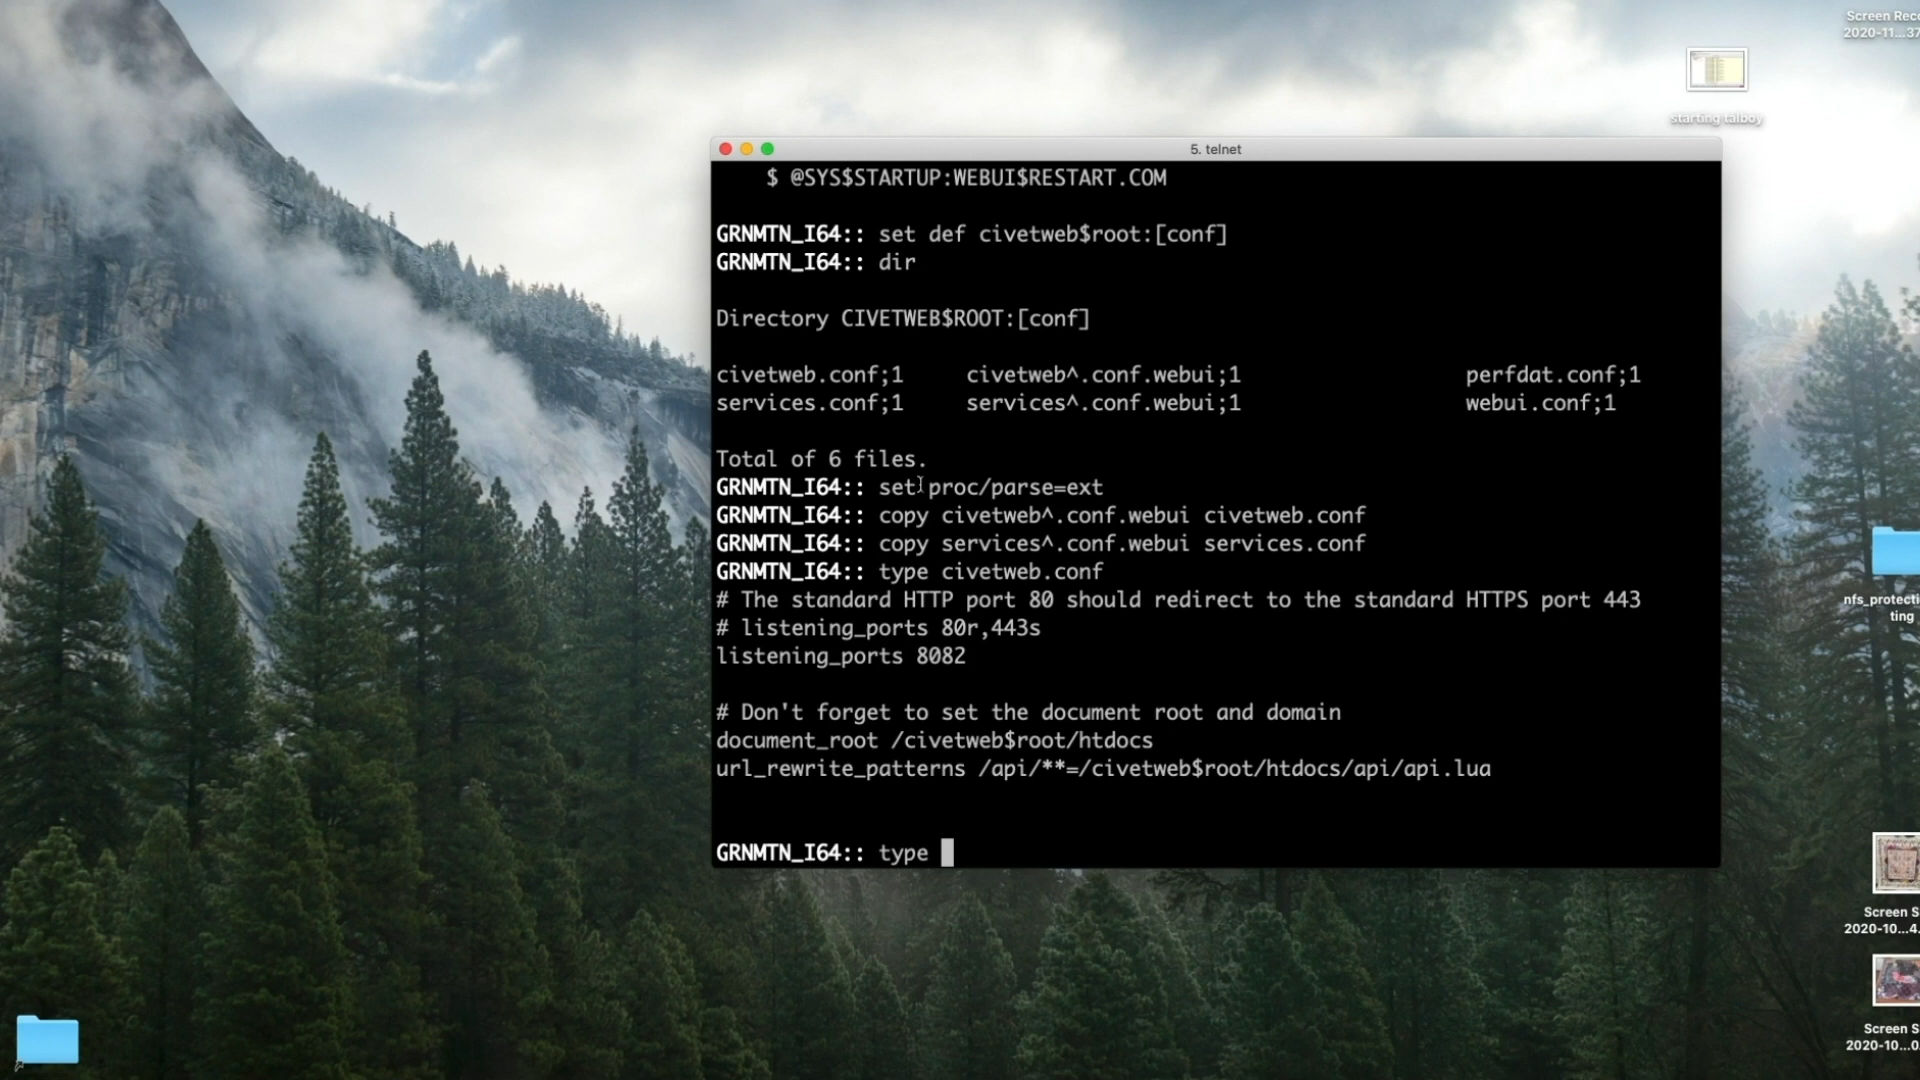 Screen Rec
2020-11...37
starting talboy
5. telnet
$ @SYS$STARTUP:WEBUI$RESTART.COM
GRNMTN_I64:: set def civetweb$root:[conf]
GRNMTN_I64:: dir
Directory CIVETWEB$ROOT:[conf]
civetweb.conf;1 civetweb^.conf.webui;1 perfdat.conf;1
services.conf;1 services^.conf.webui;1 webui.conf;1
Total of 6 files.
GRNMTN_I64:: set proc/parse=ext
GRNMTN_I64:: copy civetweb^.conf.webui civetweb.conf
GRNMTN_I64:: copy services^.conf.webui services.conf
GRNMTN_I64:: type civetweb.conf
# The standard HTTP port 80 should redirect to the standard HTTPS port 443
# listening_ports 80r,443s
listening_ports 8082
# Don't forget to set the document root and domain
document_root /civetweb$root/htdocs
url_rewrite_patterns /api/**=/civetweb$root/htdocs/api/api.lua
GRNMTN_I64:: type
nfs_protecti
ting
Screen S
2020-10...4.
Screen S
2020-10...0.